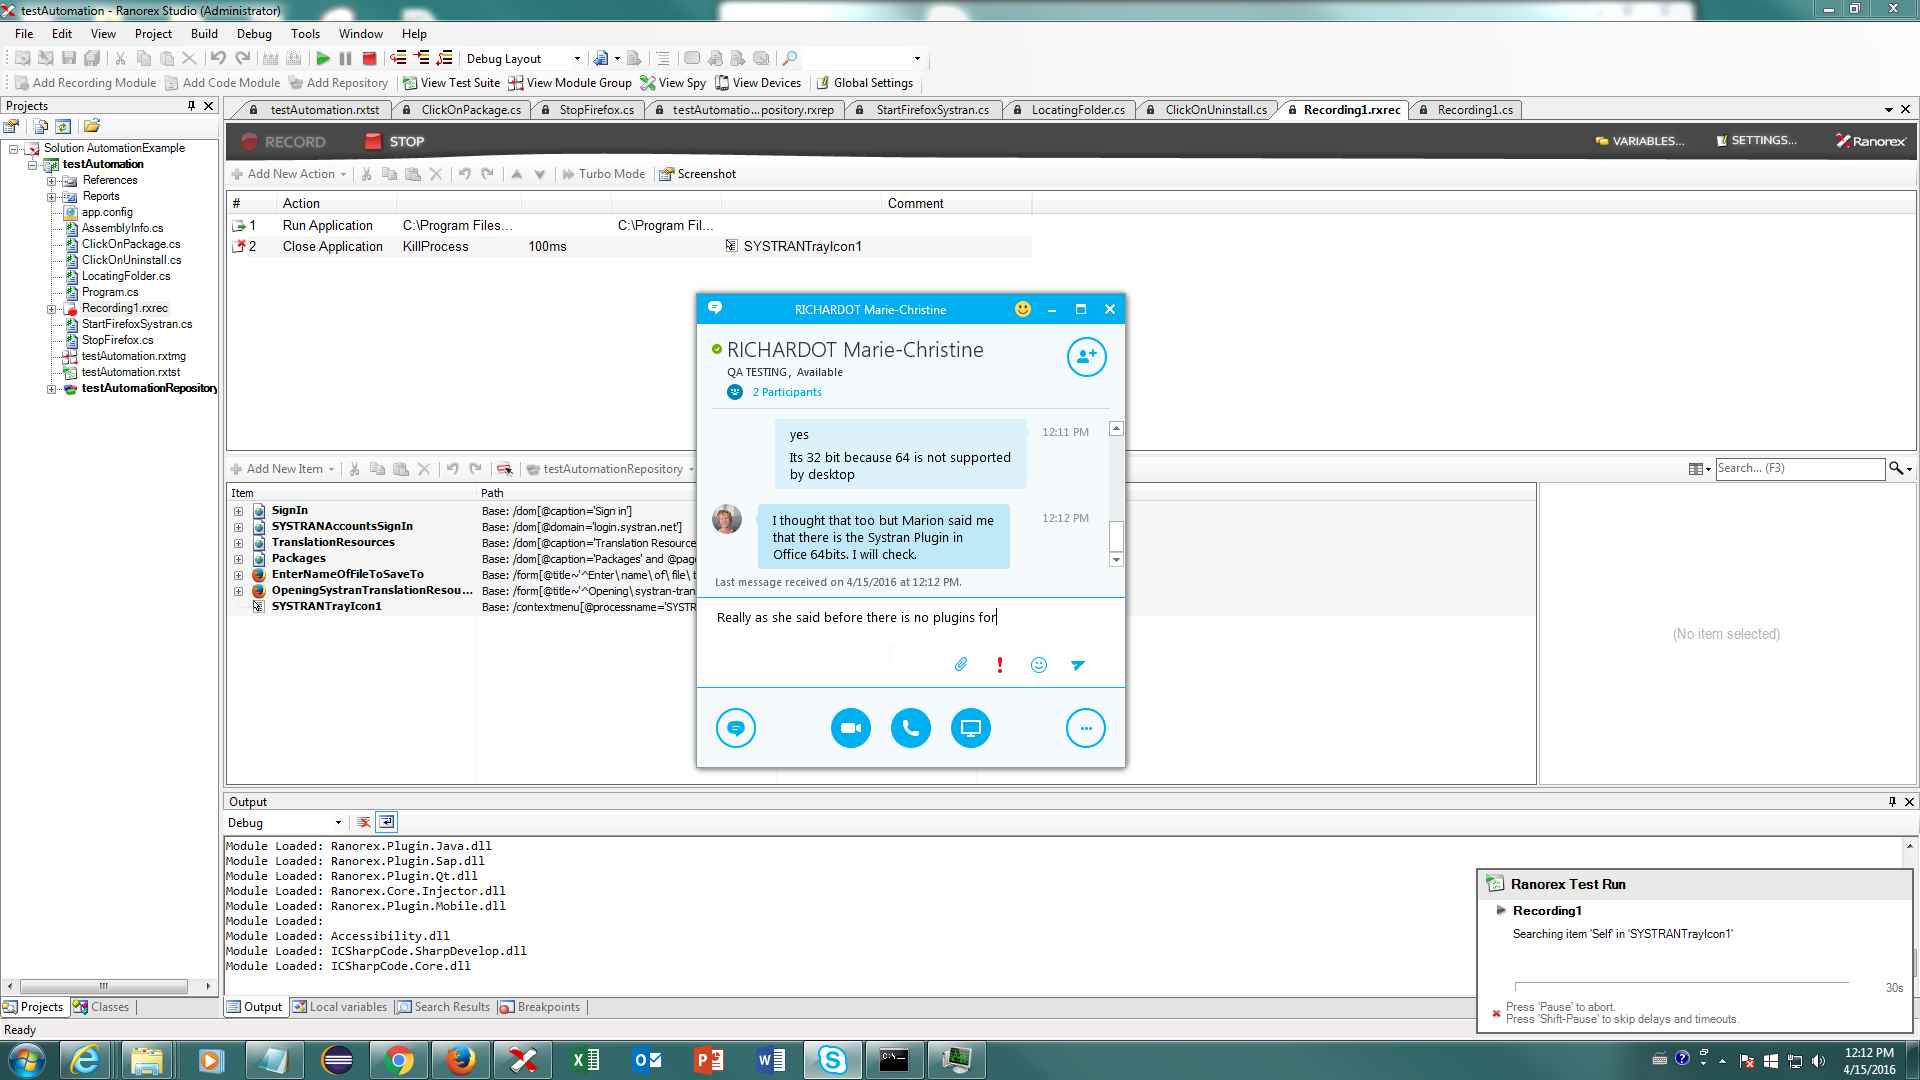 testAutomation - Ranorex Studio (Administrator)
File Edit View Project Build Debug Tools Window Help
Debug Layout
Add Recording Module Add Code Module Add Repository View Test Suite View Module Group View Spy View Devices Global Settings
Projects
testAutomation.rxtst ClickOnPackage.cs StopFirefox.cs testAutomatio...pository.rxrep StartFirefoxSystran.cs LocatingFolder.cs ClickOnUninstall.cs Recording1.rxrec Recording1.cs
RECORD STOP VARIABLES... SETTINGS... Ranorex
Add New Action Turbo Mode Screenshot
# Action Comment
1 Run Application C:\Program Files... C:\Program Fil...
2 Close Application KillProcess 100ms SYSTRANTrayIcon1
Solution AutomationExample
testAutomation
References
Reports
app.config
AssemblyInfo.cs
ClickOnPackage.cs
ClickOnUninstall.cs
LocatingFolder.cs
Program.cs
Recording1.rxrec
StartFirefoxSystran.cs
StopFirefox.cs
testAutomation.rxtmg
testAutomation.rxtst
testAutomationRepository
Add New Item testAutomationRepository Search... (F3)
Item Path
SignIn Base: /dom[@caption='Sign in']
SYSTRANAccountsSignIn Base: /dom[@domain='login.systran.net']
TranslationResources Base: /dom[@caption='Translation Resource
Packages Base: /dom[@caption='Packages' and @page
EnterNameOfFileToSaveTo Base: /form[@title~'^Enter\ name\ of\ file\ t
OpeningSystranTranslationResou... Base: /form[@title~'^Opening\ systran-tran
SYSTRANTrayIcon1 Base: /contextmenu[@processname='SYSTR
(No item selected)
RICHARDOT Marie-Christine
RICHARDOT Marie-Christine
QA TESTING, Available
2 Participants
yes 12:11 PM
Its 32 bit because 64 is not supported
by desktop
I thought that too but Marion said me 12:12 PM
that there is the Systran Plugin in
Office 64bits. I will check.
Last message received on 4/15/2016 at 12:12 PM.
Really as she said before there is no plugins for
Output
Debug
Module Loaded: Ranorex.Plugin.Java.dll
Module Loaded: Ranorex.Plugin.Sap.dll
Module Loaded: Ranorex.Plugin.Qt.dll
Module Loaded: Ranorex.Core.Injector.dll
Module Loaded: Ranorex.Plugin.Mobile.dll
Module Loaded:
Module Loaded: Accessibility.dll
Module Loaded: ICSharpCode.SharpDevelop.dll
Module Loaded: ICSharpCode.Core.dll
Ranorex Test Run
Recording1
Searching item 'Self' in 'SYSTRANTrayIcon1'
30s
Press 'Pause' to abort.
Press 'Shift-Pause' to skip delays and timeouts.
Projects Classes
Output Local variables Search Results Breakpoints
Ready
12:12 PM
4/15/2016